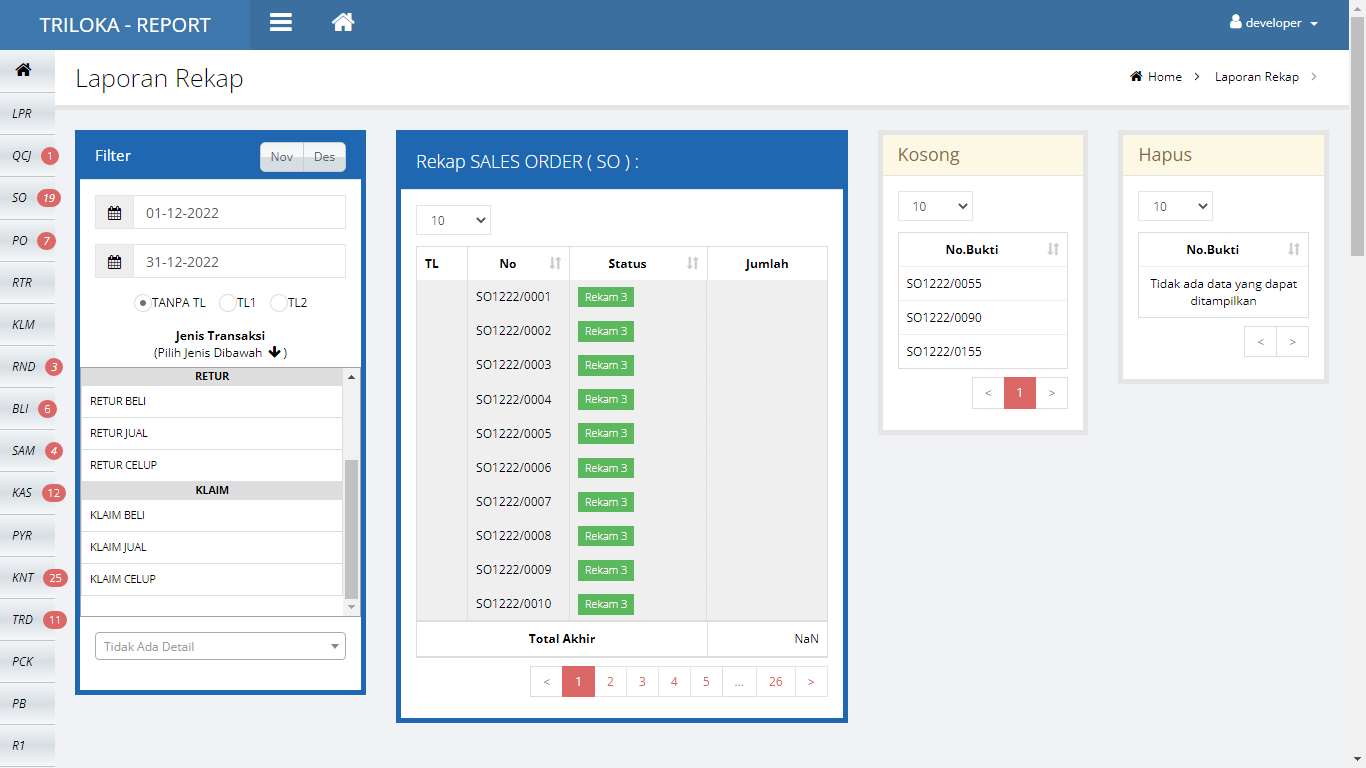 TRILOKA - REPORT
developer
Laporan Rekap
Home > Laporan Rekap >
LPR
QCJ 1
SO 19
PO 7
RTR
KLM
RND 3
BLI 6
SAM 4
KAS 12
PYR
KNT 25
TRD 11
PCK
PB
R1
Filter
Nov Des
01-12-2022
31-12-2022
TANPA TL TL1 TL2
Jenis Transaksi
(Pilih Jenis Dibawah )
RETUR
RETUR BELI
RETUR JUAL
RETUR CELUP
KLAIM
KLAIM BELI
KLAIM JUAL
KLAIM CELUP
Tidak Ada Detail
Rekap SALES ORDER ( SO ) :
10
TL No Status Jumlah
SO1222/0001 Rekam 3
SO1222/0002 Rekam 3
SO1222/0003 Rekam 3
SO1222/0004 Rekam 3
SO1222/0005 Rekam 3
SO1222/0006 Rekam 3
SO1222/0007 Rekam 3
SO1222/0008 Rekam 3
SO1222/0009 Rekam 3
SO1222/0010 Rekam 3
Total Akhir NaN
< 1 2 3 4 5 ... 26 >
Kosong
10
No.Bukti
SO1222/0055
SO1222/0090
SO1222/0155
< 1 >
Hapus
10
No.Bukti
Tidak ada data yang dapat
ditampilkan
< >